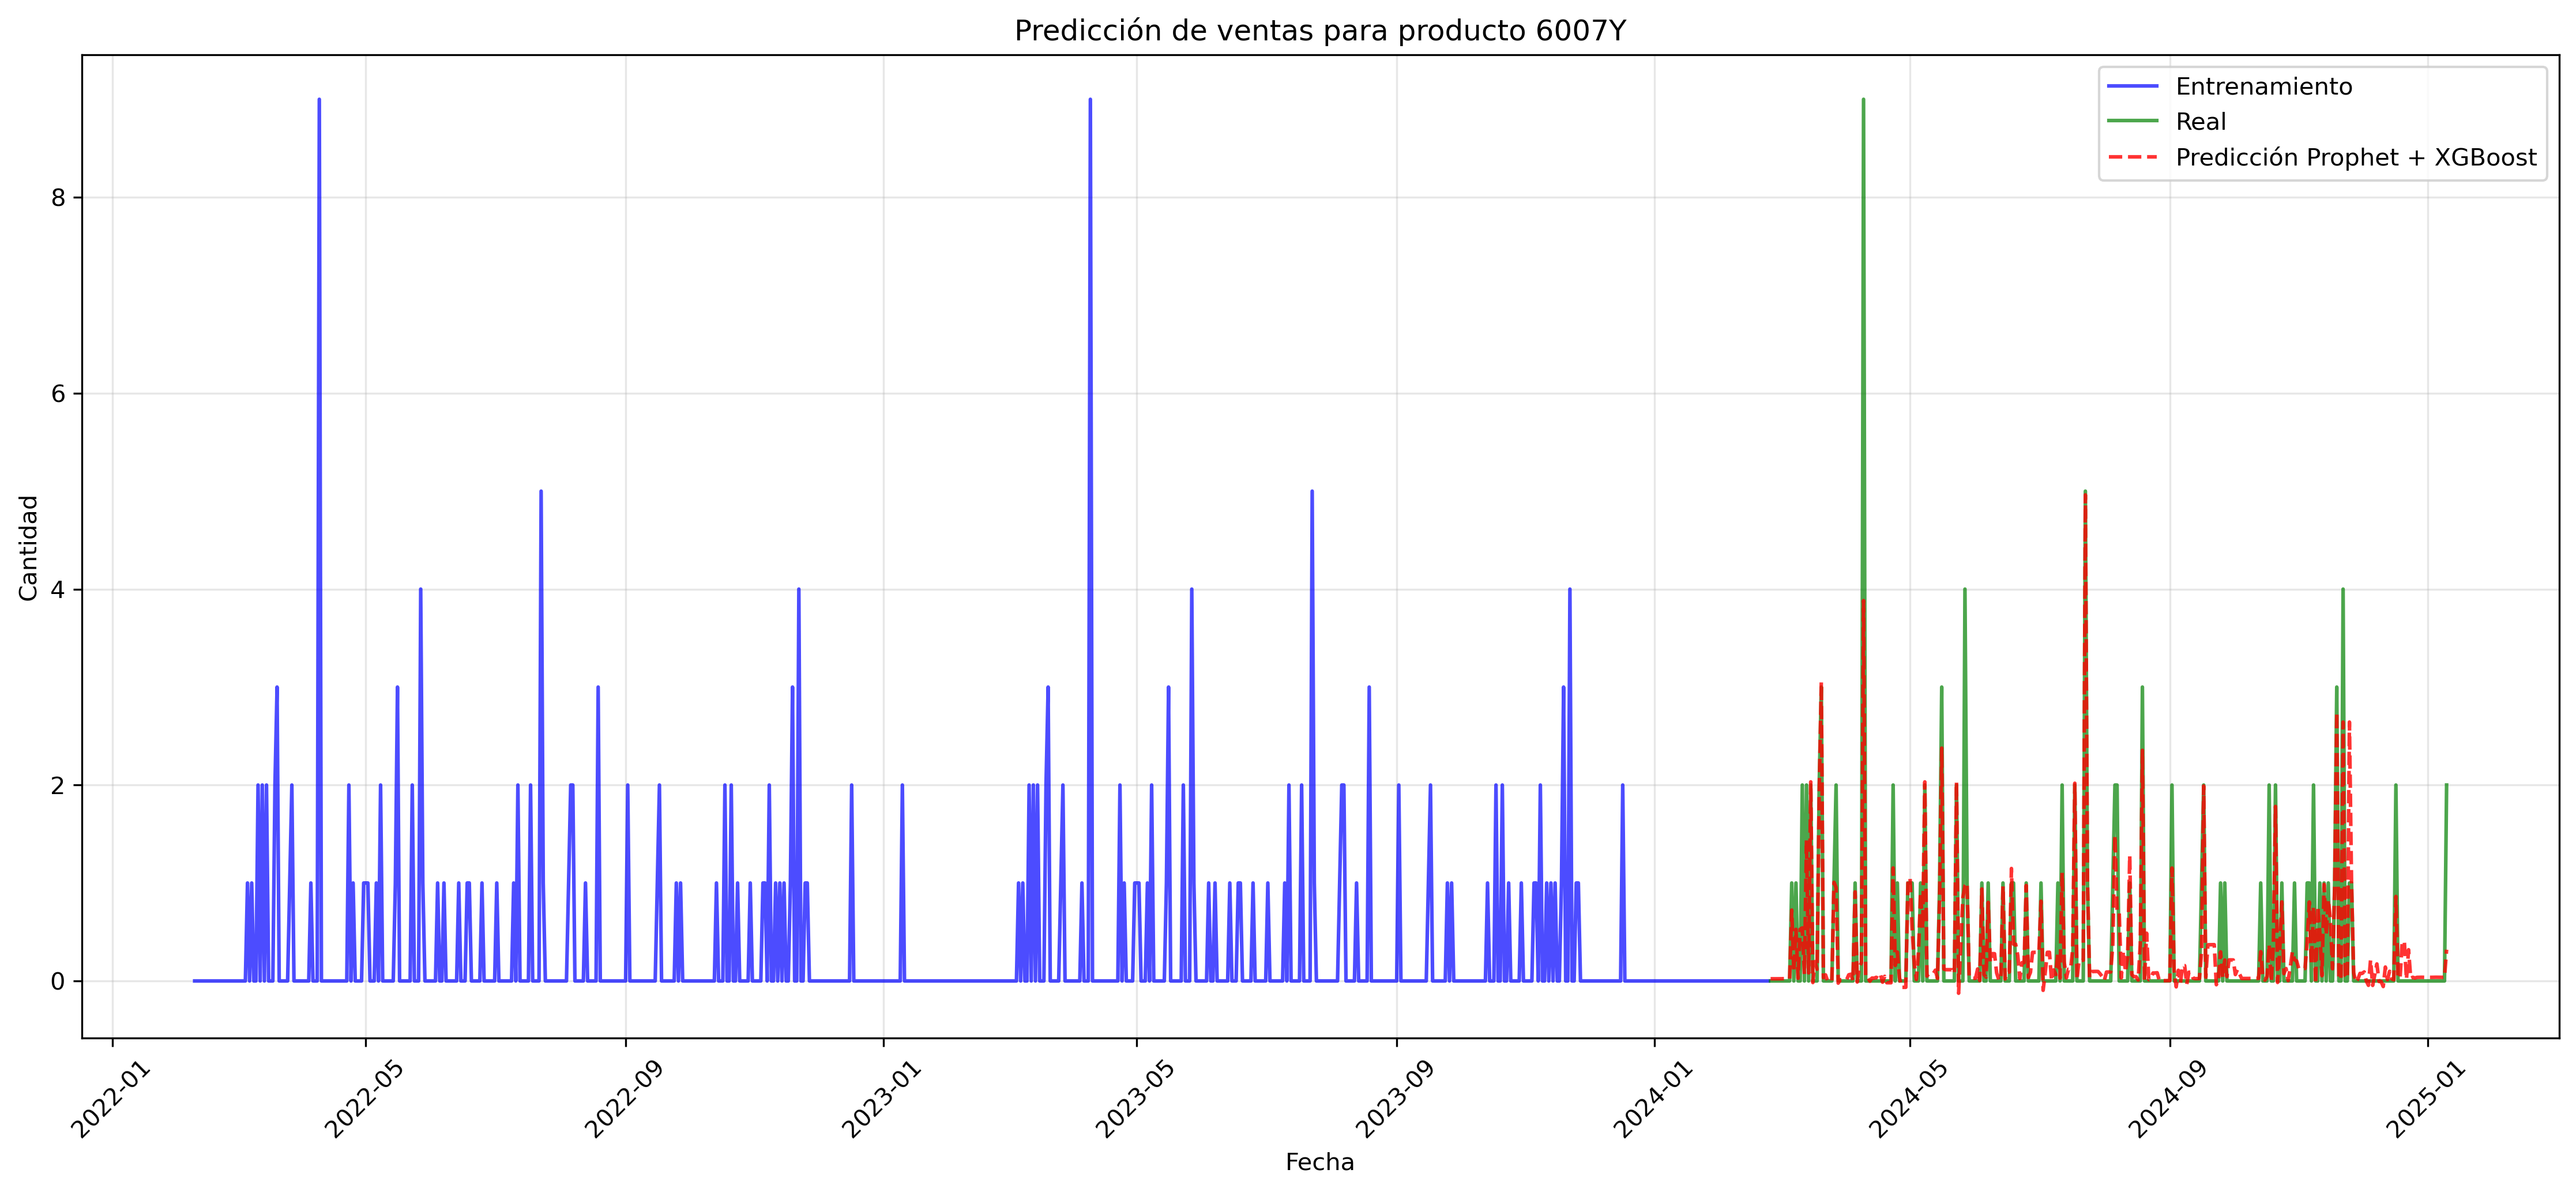 Predicción de ventas para producto 6007Y
Entrenamiento
Real
Predicción Prophet + XGBoost
Cantidad
8
6
4
2
0
2022-01
2022-05
2022-09
2023-01
2023-05
2023-09
2024-01
2024-05
2024-09
2025-01
Fecha